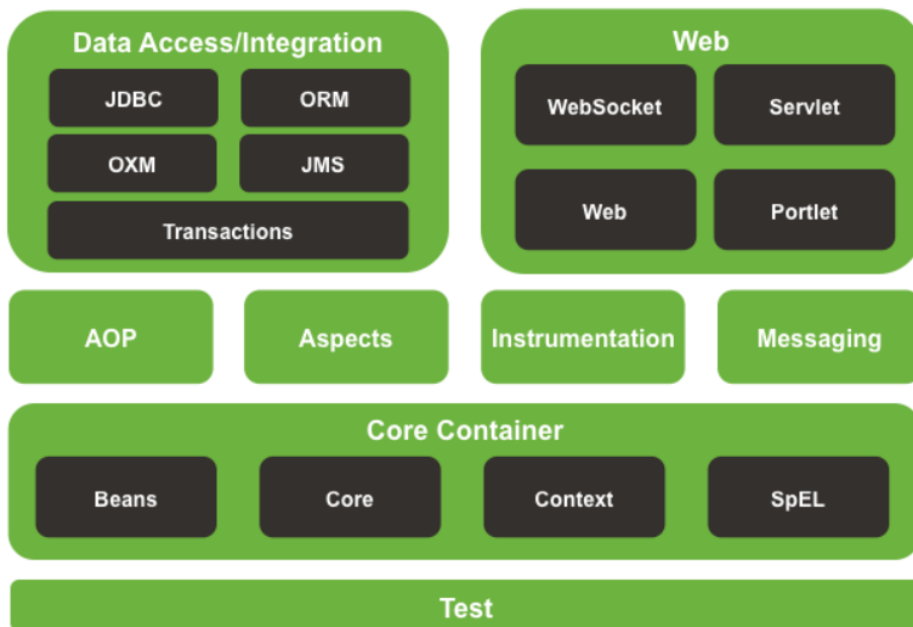 Data Access/Integration
JDBC
ORM
OXM
JMS
Transactions
Web
WebSocket
Servlet
Web
Portlet
AOP
Aspects
Instrumentation
Messaging
Core Container
Beans
Core
Context
SpEL
Test